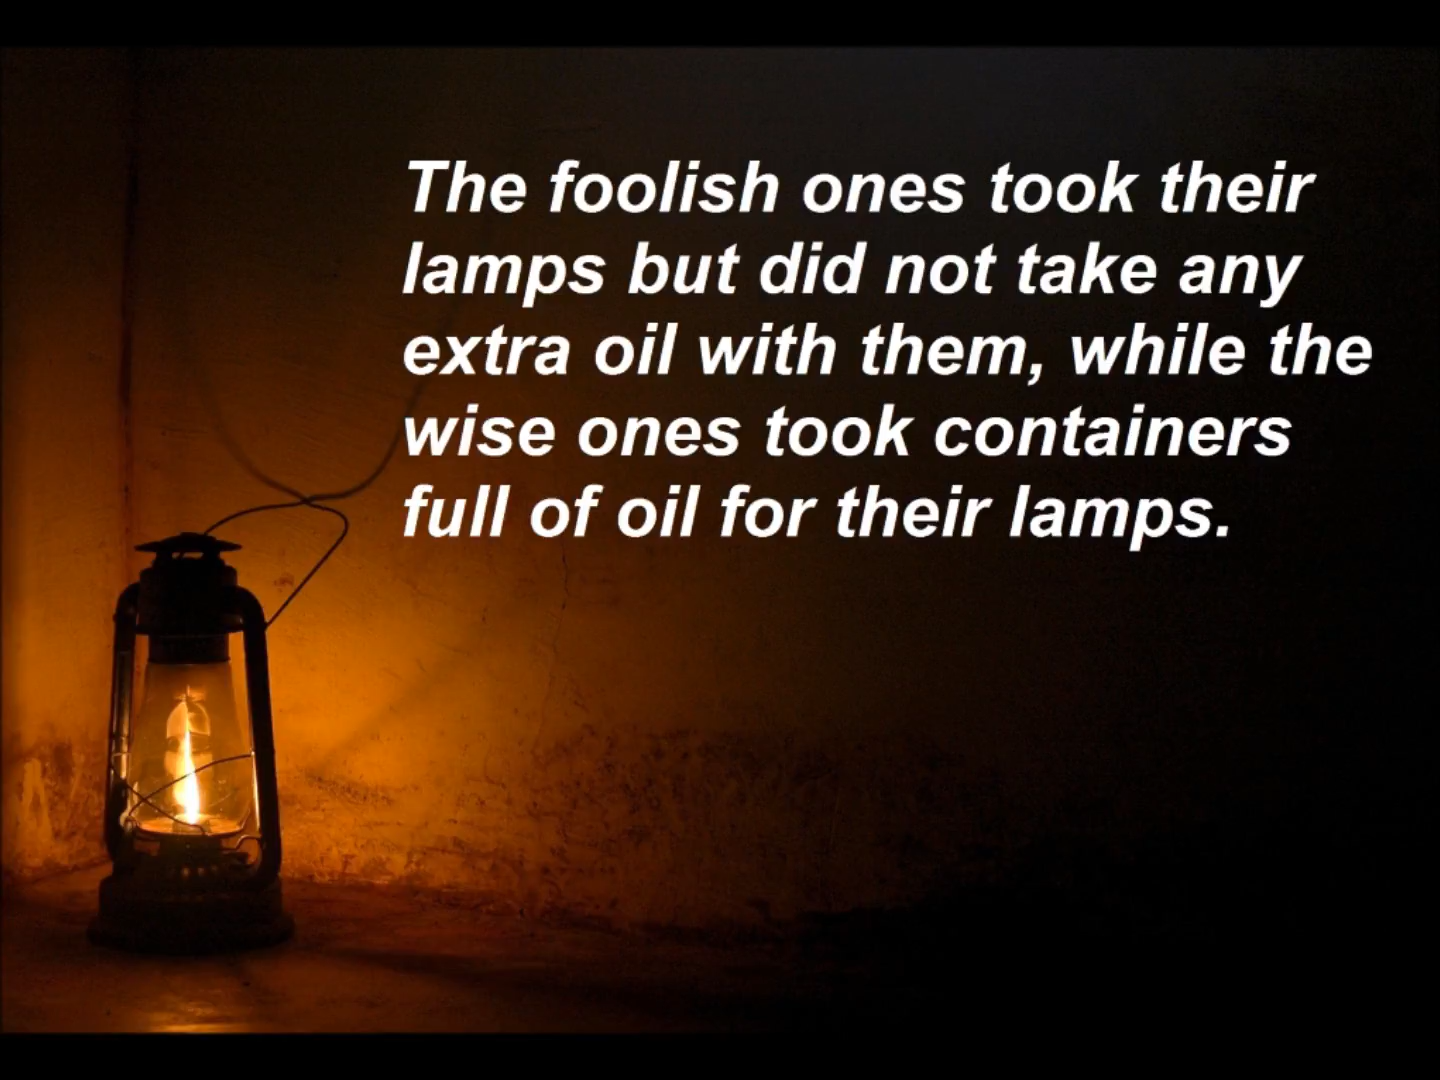 The foolish ones took their
lamps but did not take any
extra oil with them, while the
wise ones took containers
full of oil for their lamps.